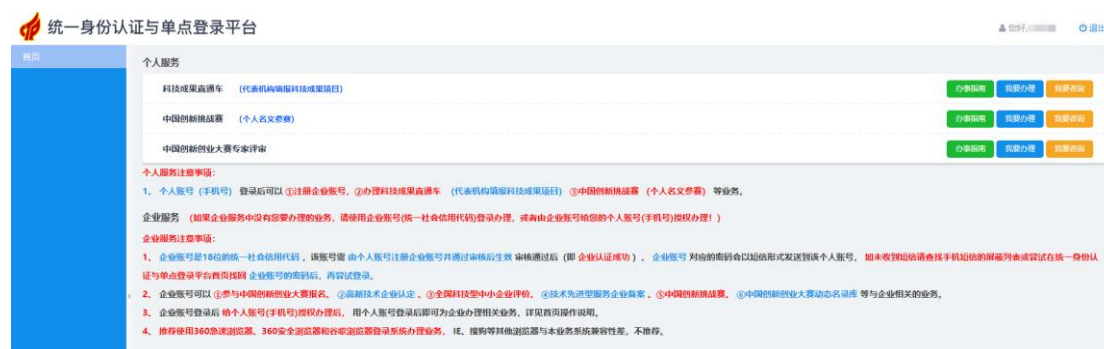 统一身份认证与单点登录平台
您好,
退出
首页
个人服务
科技成果直通车 (代表机构填报科技成果项目)
办事指南 我要办理 我要咨询
中国创新挑战赛 (个人名义参赛)
办事指南 我要办理 我要咨询
中国创新创业大赛专家评审
办事指南 我要办理 我要咨询
个人服务注意事项:
1、 个人账号 (手机号) 登录后可以 ①注册企业账号, ②办理科技成果直通车 (代表机构填报科技成果项目) ③中国创新挑战赛 (个人名义参赛) 等业务。
企业服务 (如果企业服务中没有您要办理的业务, 请使用企业账号(统一社会信用代码)登录办理, 或者由企业账号给您的个人账号(手机号)授权办理! )
企业服务注意事项:
1、 企业账号是18位的统一社会信用代码 , 该账号需 由个人账号注册企业账号并通过审核后生效 审核通过后 (即 企业认证成功 ) , 企业账号 对应的密码会以短信形式发送到该个人账号, 如未收到短信请查找手机短信的屏蔽列表或尝试在统一身份认
证与单点登录平台首页找回 企业账号的密码后, 再尝试登录。
2、 企业账号可以 ①参与中国创新创业大赛报名、 ②高新技术企业认定 、③全国科技型中小企业评价、 ④技术先进型服务企业备案 、⑤中国创新挑战赛、 ⑥中国创新创业大赛动态名录库 等与企业相关的业务。
3、 企业账号登录后 给个人账号(手机号)授权办理后, 用个人账号登录后即可为企业办理相关业务, 详见首页操作说明。
4、 推荐使用360急速浏览器、360安全浏览器和谷歌浏览器登录系统办理业务, IE、搜狗等其他浏览器与本业务系统兼容性差, 不推荐。